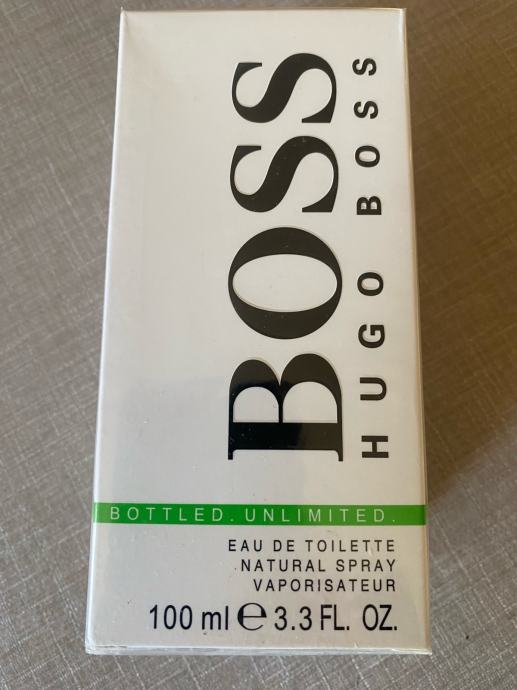 BOSS
HUGO BOSS
BOTTLED. UNLIMITED.
EAU DE TOILETTE
NATURAL SPRAY
VAPORISATEUR
100 ml ℮ 3.3 FL. OZ.